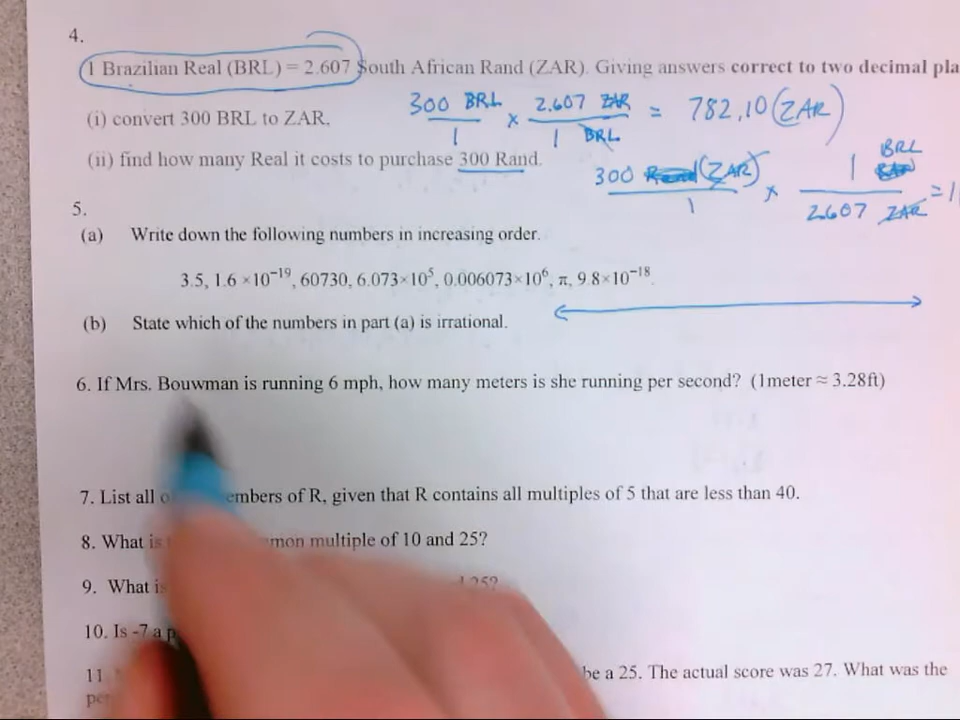 4.
1 Brazilian Real (BRL) = 2.607 South African Rand (ZAR). Giving answers correct to two decimal
(i) convert 300 BRL to ZAR,
300 BRL / 1 × 2.607 ZAR / 1 BRL = 782.10 (ZAR)
(ii) find how many Real it costs to purchase 300 Rand.
300 (ZAR) / 1 × 1 BRL / 2.607 ZAR = 1
5.
(a) Write down the following numbers in increasing order.
3.5, 1.6 ×10⁻¹⁹, 60730, 6.073×10⁵, 0.006073×10⁶, π, 9.8×10⁻¹⁸.
(b) State which of the numbers in part (a) is irrational.
6. If Mrs. Bouwman is running 6 mph, how many meters is she running per second? (1meter ≈ 3.28ft)
7. List all members of R, given that R contains all multiples of 5 that are less than 40.
8. What is multiple of 10 and 25?
9. What is 25?
10. Is -7 a
11 be a 25. The actual score was 27. What was the